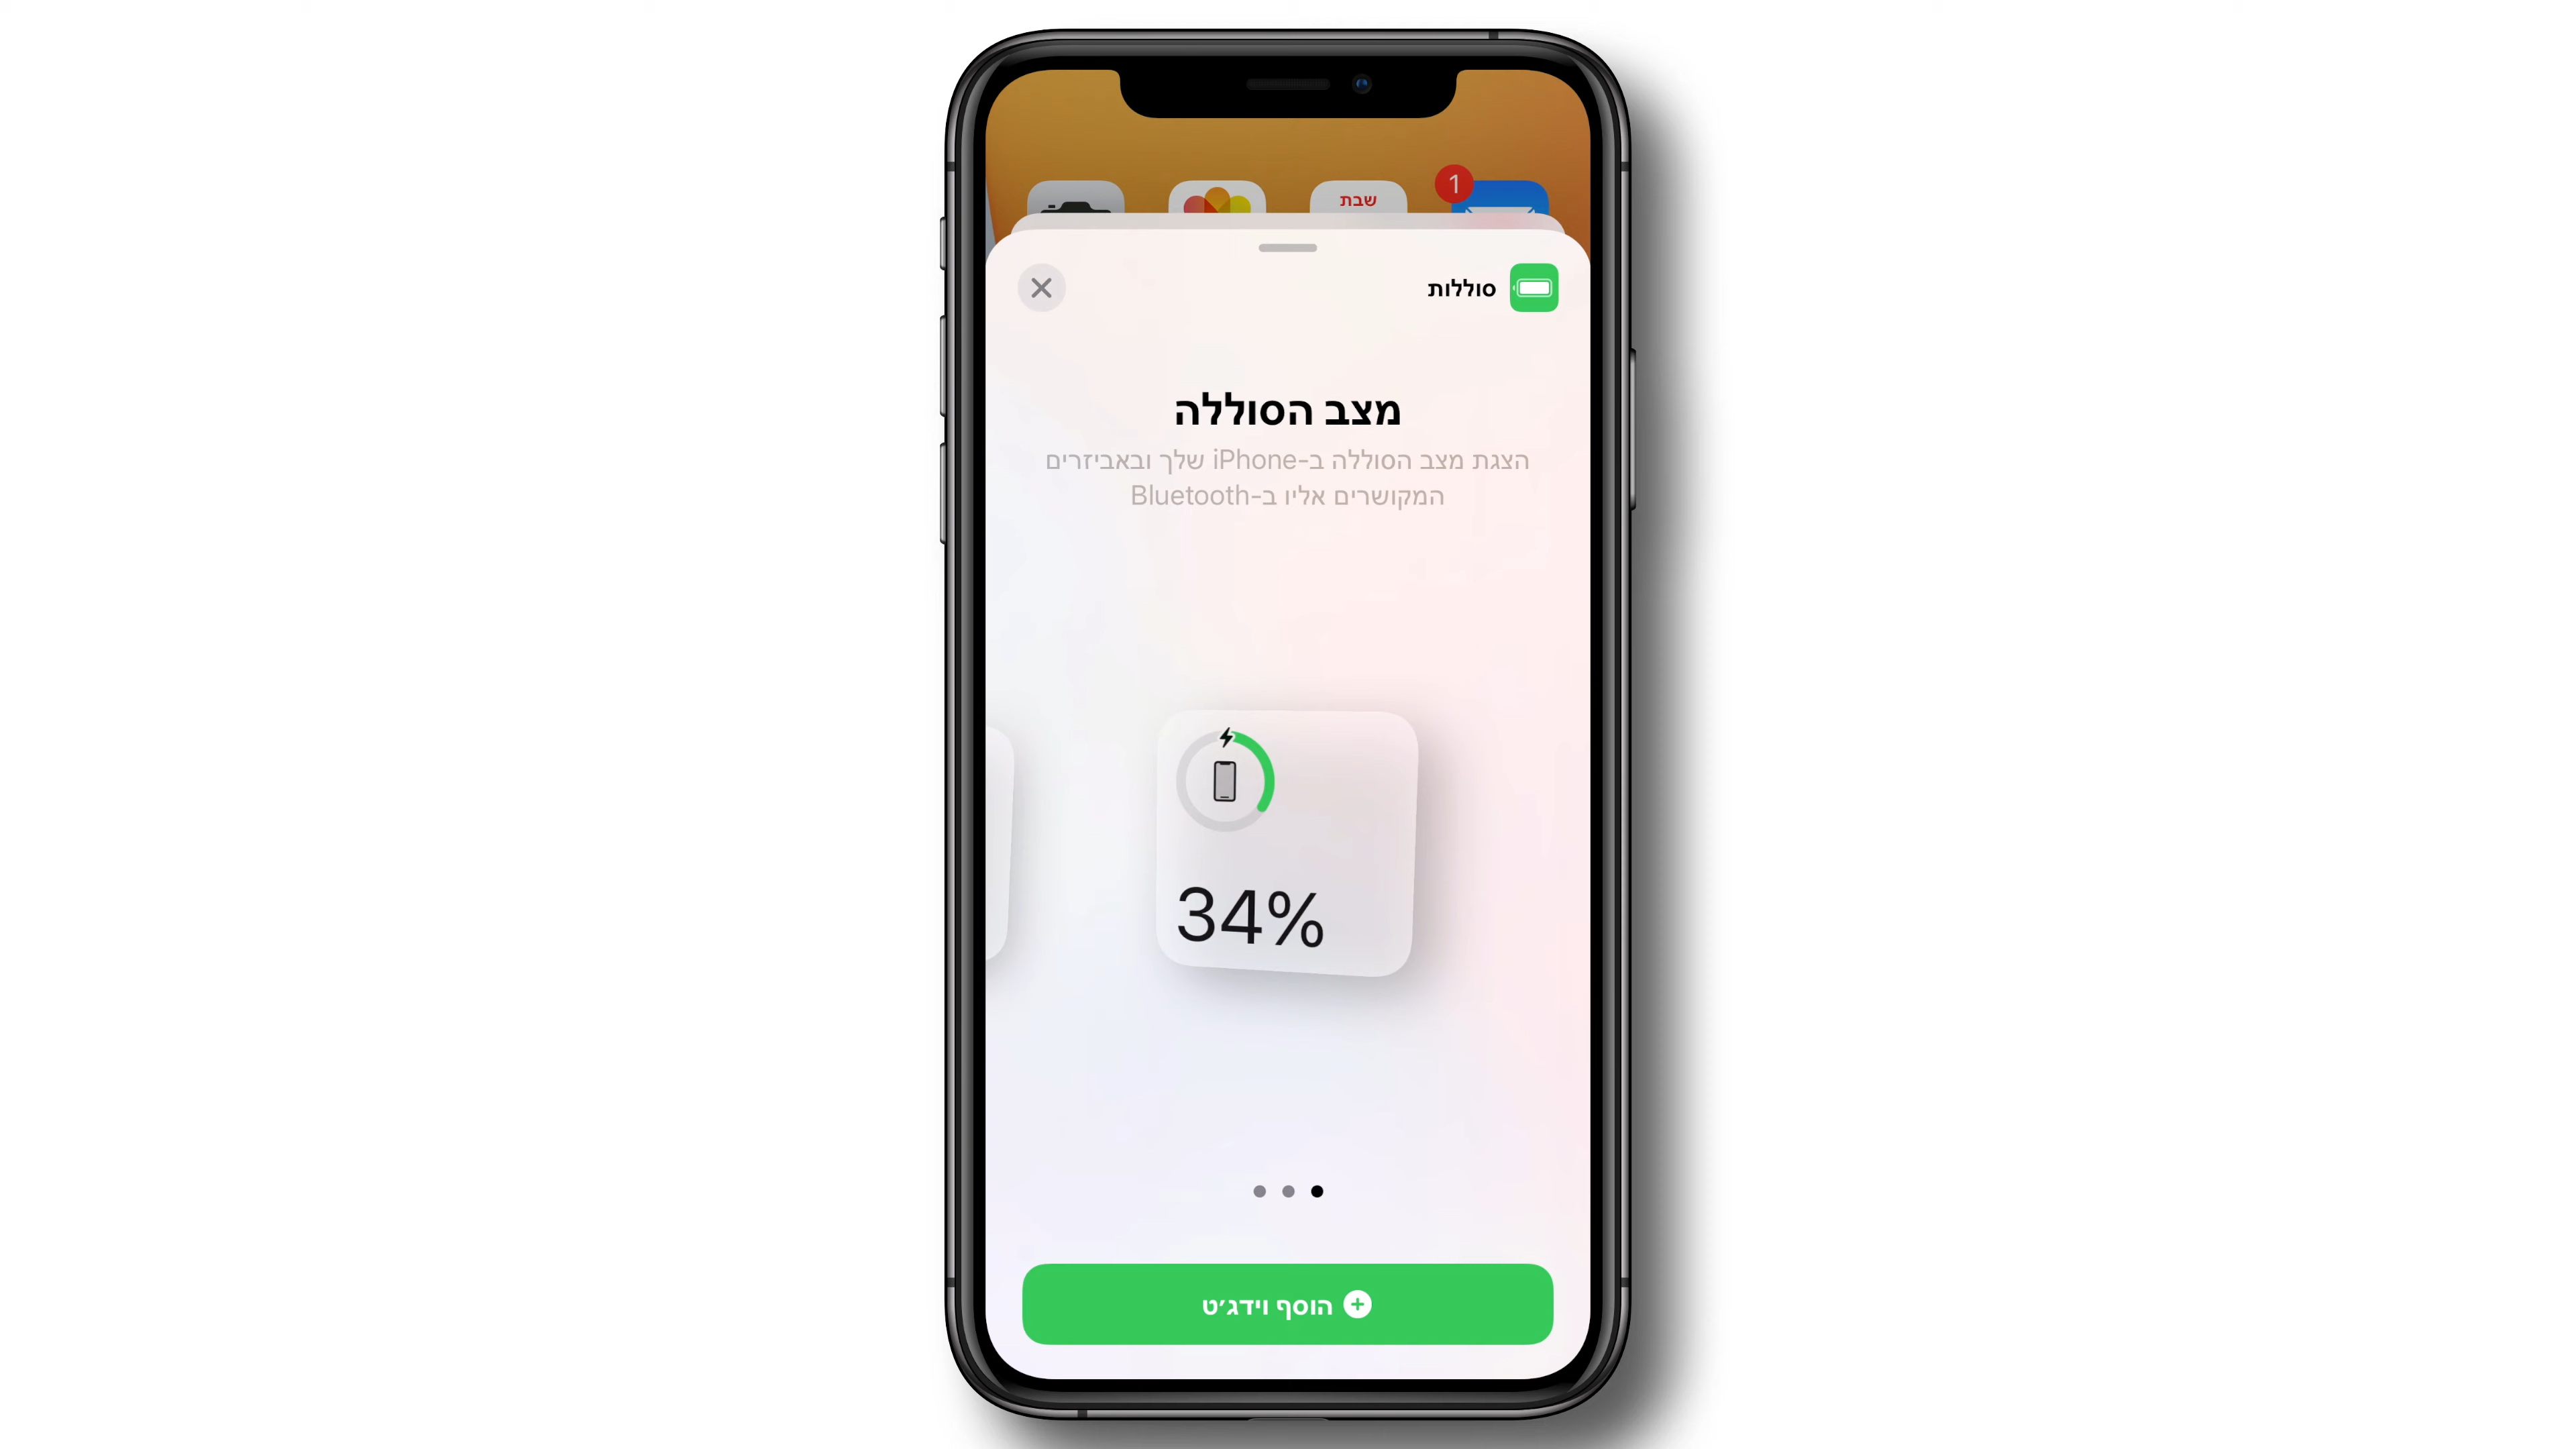 1
שבת
סוללות
מצב הסוללה
הצגת מצב הסוללה ב-iPhone שלך ובאביזרים
המקושרים אליו ב-Bluetooth
34%
הוסף וידג׳ט